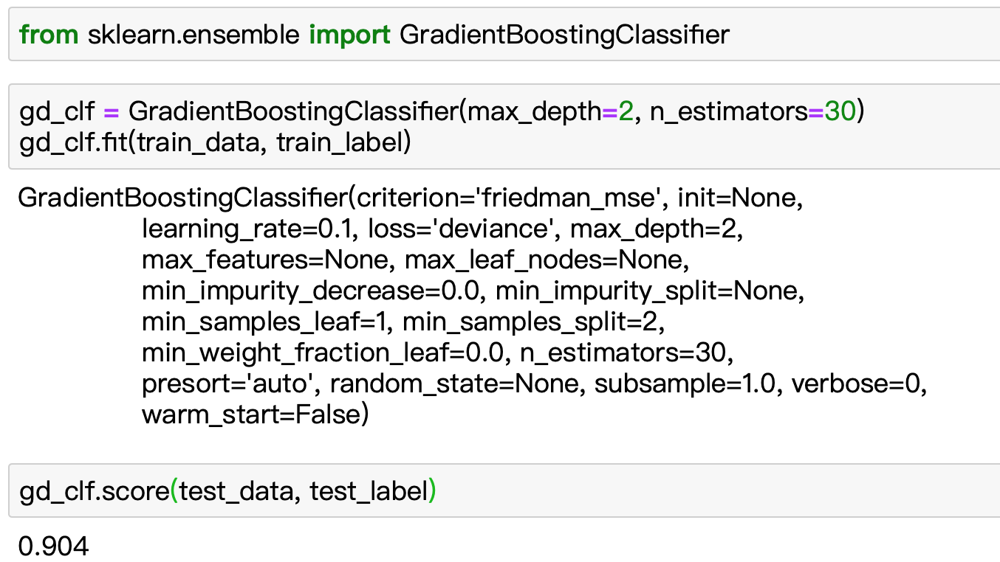 from sklearn.ensemble import GradientBoostingClassifier
gd_clf = GradientBoostingClassifier(max_depth=2, n_estimators=30)
gd_clf.fit(train_data, train_label)
GradientBoostingClassifier(criterion='friedman_mse', init=None,
learning_rate=0.1, loss='deviance', max_depth=2,
max_features=None, max_leaf_nodes=None,
min_impurity_decrease=0.0, min_impurity_split=None,
min_samples_leaf=1, min_samples_split=2,
min_weight_fraction_leaf=0.0, n_estimators=30,
presort='auto', random_state=None, subsample=1.0, verbose=0,
warm_start=False)
gd_clf.score(test_data, test_label)
0.904